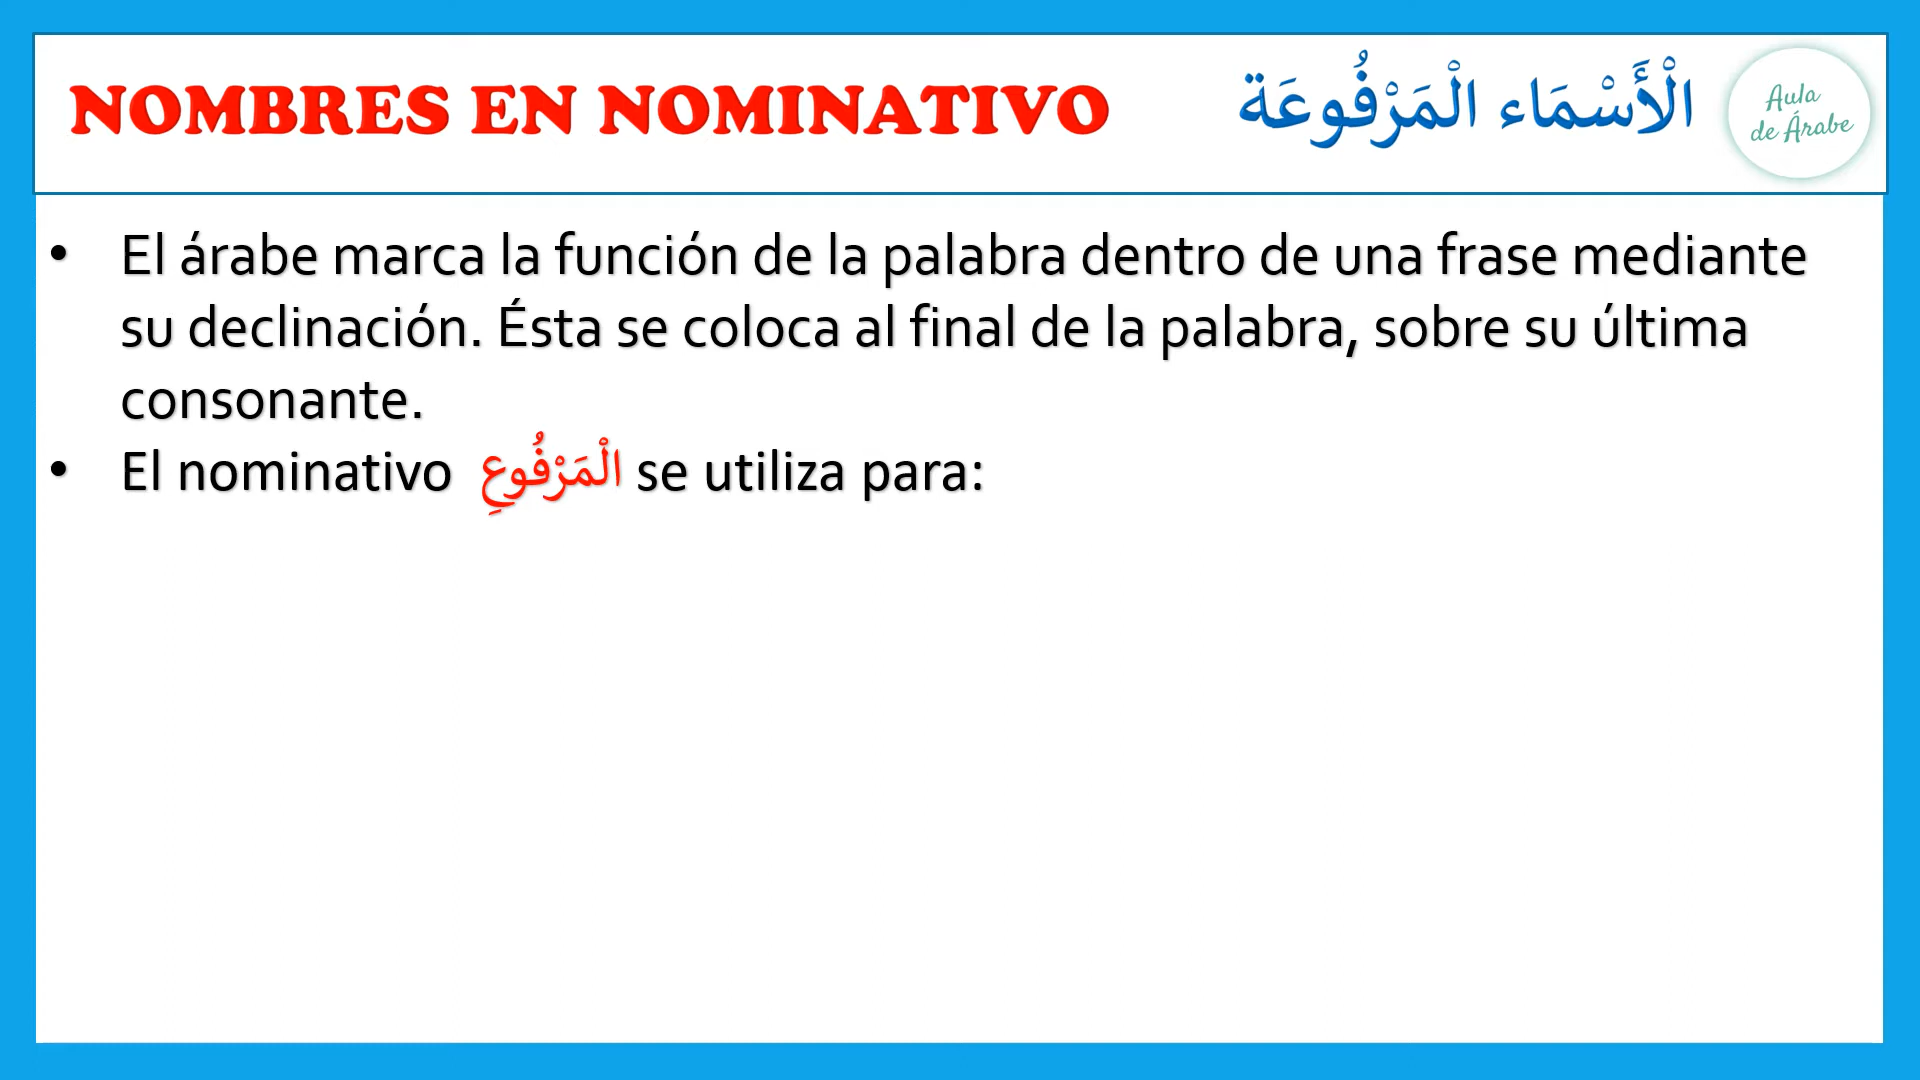 NOMBRES EN NOMINATIVO
الْأَسْمَاء الْمَرْفُوعَة
Aula
de Árabe
• El árabe marca la función de la palabra dentro de una frase mediante
su declinación. Ésta se coloca al final de la palabra, sobre su última
consonante.
• El nominativo الْمَرْفُوعِ se utiliza para: